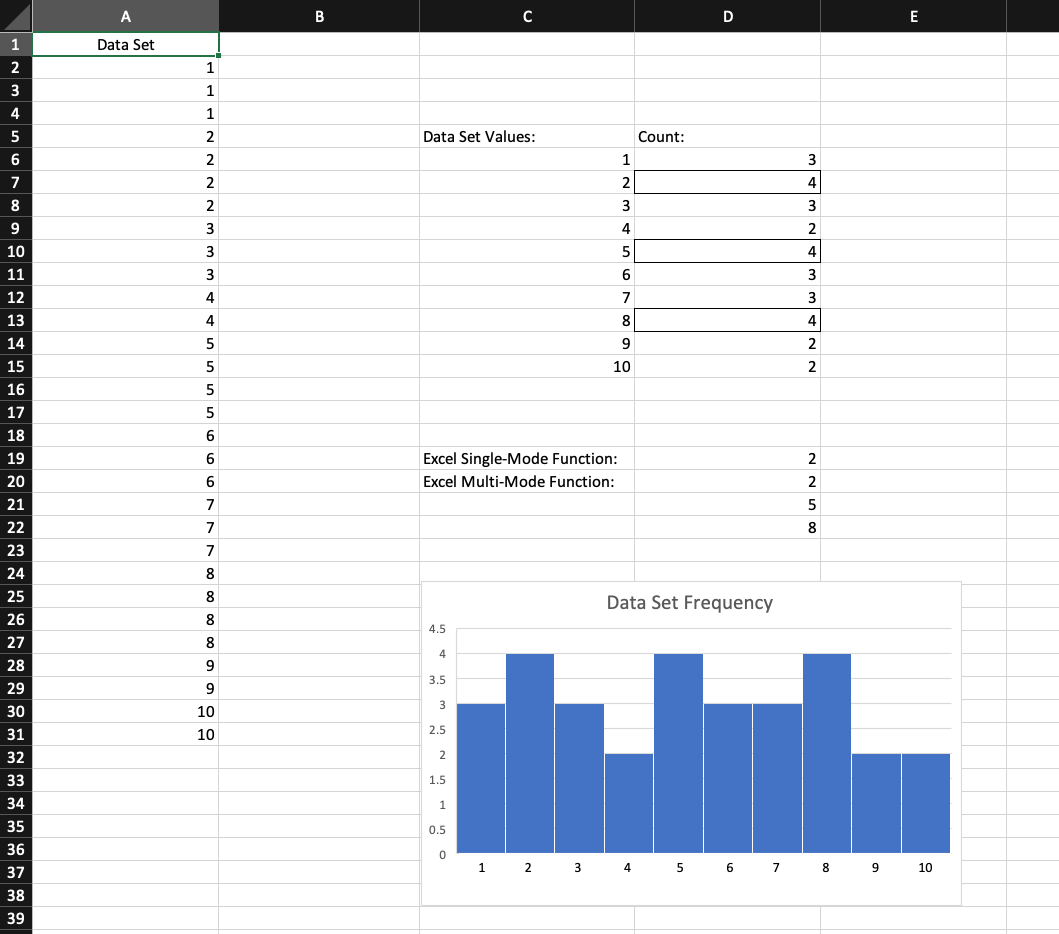 A B C D E
1 Data Set
2 1
3 1
4 1
5 2 Data Set Values: Count:
6 2 1 3
7 2 2 4
8 2 3 3
9 3 4 2
10 3 5 4
11 3 6 3
12 4 7 3
13 4 8 4
14 5 9 2
15 5 10 2
16 5
17 5
18 6
19 6 Excel Single-Mode Function: 2
20 6 Excel Multi-Mode Function: 2
21 7 5
22 7 8
23 7
24 8
25 8
26 8
27 8
28 9
29 9
30 10
31 10
32
33
34
35
36
37
38
39
Data Set Frequency
4.5
4
3.5
3
2.5
2
1.5
1
0.5
0
1 2 3 4 5 6 7 8 9 10